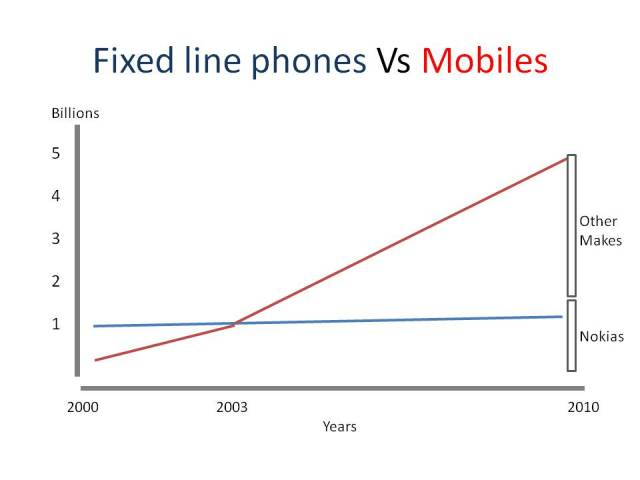 Fixed line phones Vs Mobiles
Billions
5
4
3
2
1
Other
Makes
Nokias
2000 2003 2010
Years